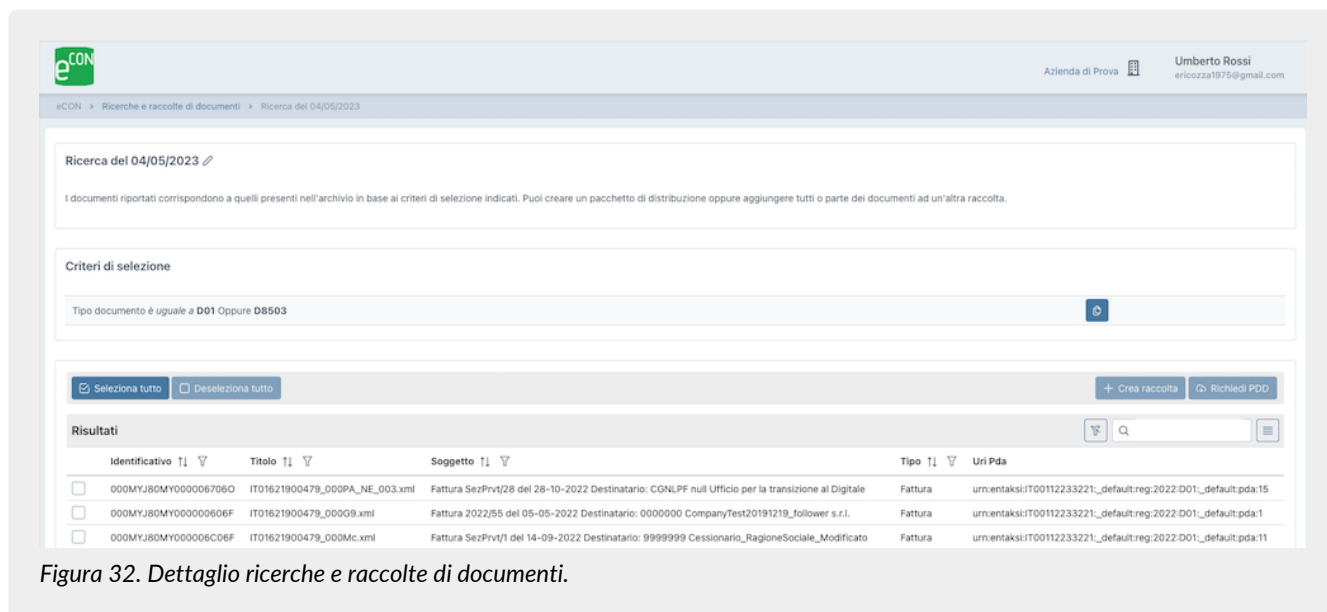 eCON
Azienda di Prova
Umberto Rossi
ericozza1975@gmail.com
eCON > Ricerche e raccolte di documenti > Ricerca del 04/05/2023
Ricerca del 04/05/2023
I documenti riportati corrispondono a quelli presenti nell'archivio in base ai criteri di selezione indicati. Puoi creare un pacchetto di distribuzione oppure aggiungere tutti o parte dei documenti ad un'altra raccolta.
Criteri di selezione
Tipo documento è uguale a D01 Oppure D8503
Seleziona tutto Deseleziona tutto + Crea raccolta Richiedi PDD
Risultati
Identificativo Titolo Soggetto Tipo Uri Pda
000MYJ80MY000006706O IT01621900479_000PA_NE_003.xml Fattura SezPrvt/28 del 28-10-2022 Destinatario: CGNLPF null Ufficio per la transizione al Digitale Fattura urn:entaksi:IT00112233221:_default:reg:2022:D01:_default:pda:15
000MYJ80MY000000606F IT01621900479_000G9.xml Fattura 2022/55 del 05-05-2022 Destinatario: 0000000 CompanyTest20191219_follower s.r.l. Fattura urn:entaksi:IT00112233221:_default:reg:2022:D01:_default:pda:1
000MYJ80MY000006C06F IT01621900479_000Mc.xml Fattura SezPrvt/1 del 14-09-2022 Destinatario: 9999999 Cessionario_RagioneSociale_Modificato Fattura urn:entaksi:IT00112233221:_default:reg:2022:D01:_default:pda:11
Figura 32. Dettaglio ricerche e raccolte di documenti.